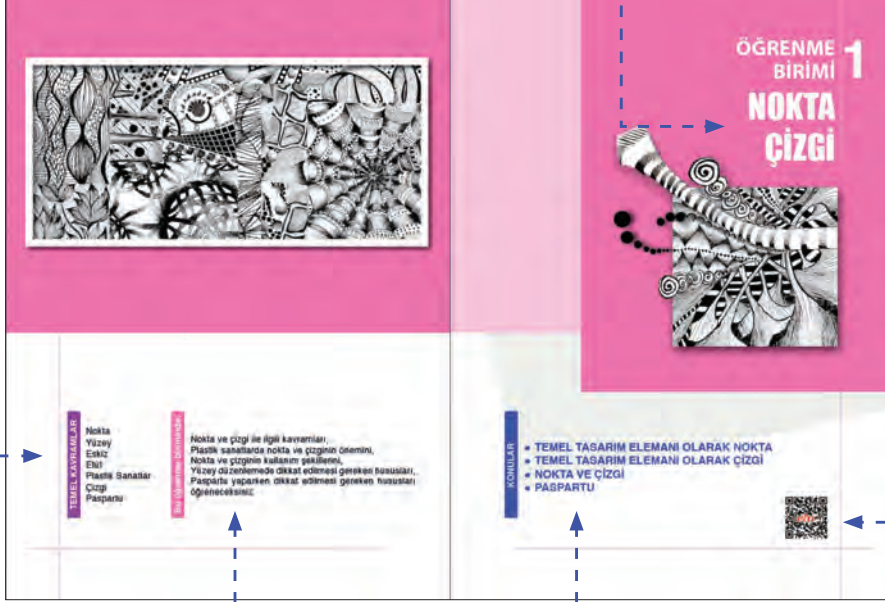 ÖĞRENME
BİRİMİ 1
NOKTA
ÇİZGİ
TEMEL KAVRAMLAR
Nokta
Yüzey
Eskiz
Etüt
Plastik Sanatlar
Çizgi
Paspartu
Bu öğrenme biriminde;
Nokta ve çizgi ile ilgili kavramları,
Plastik sanatlarda nokta ve çizginin önemini,
Nokta ve çizginin kullanım şekillerini,
Yüzey düzenlemede dikkat edilmesi gereken hususları,
Paspartu yaparken dikkat edilmesi gereken hususları
öğreneceksiniz.
KONULAR
• TEMEL TASARIM ELEMANI OLARAK NOKTA
• TEMEL TASARIM ELEMANI OLARAK ÇİZGİ
• NOKTA VE ÇİZGİ
• PASPARTU